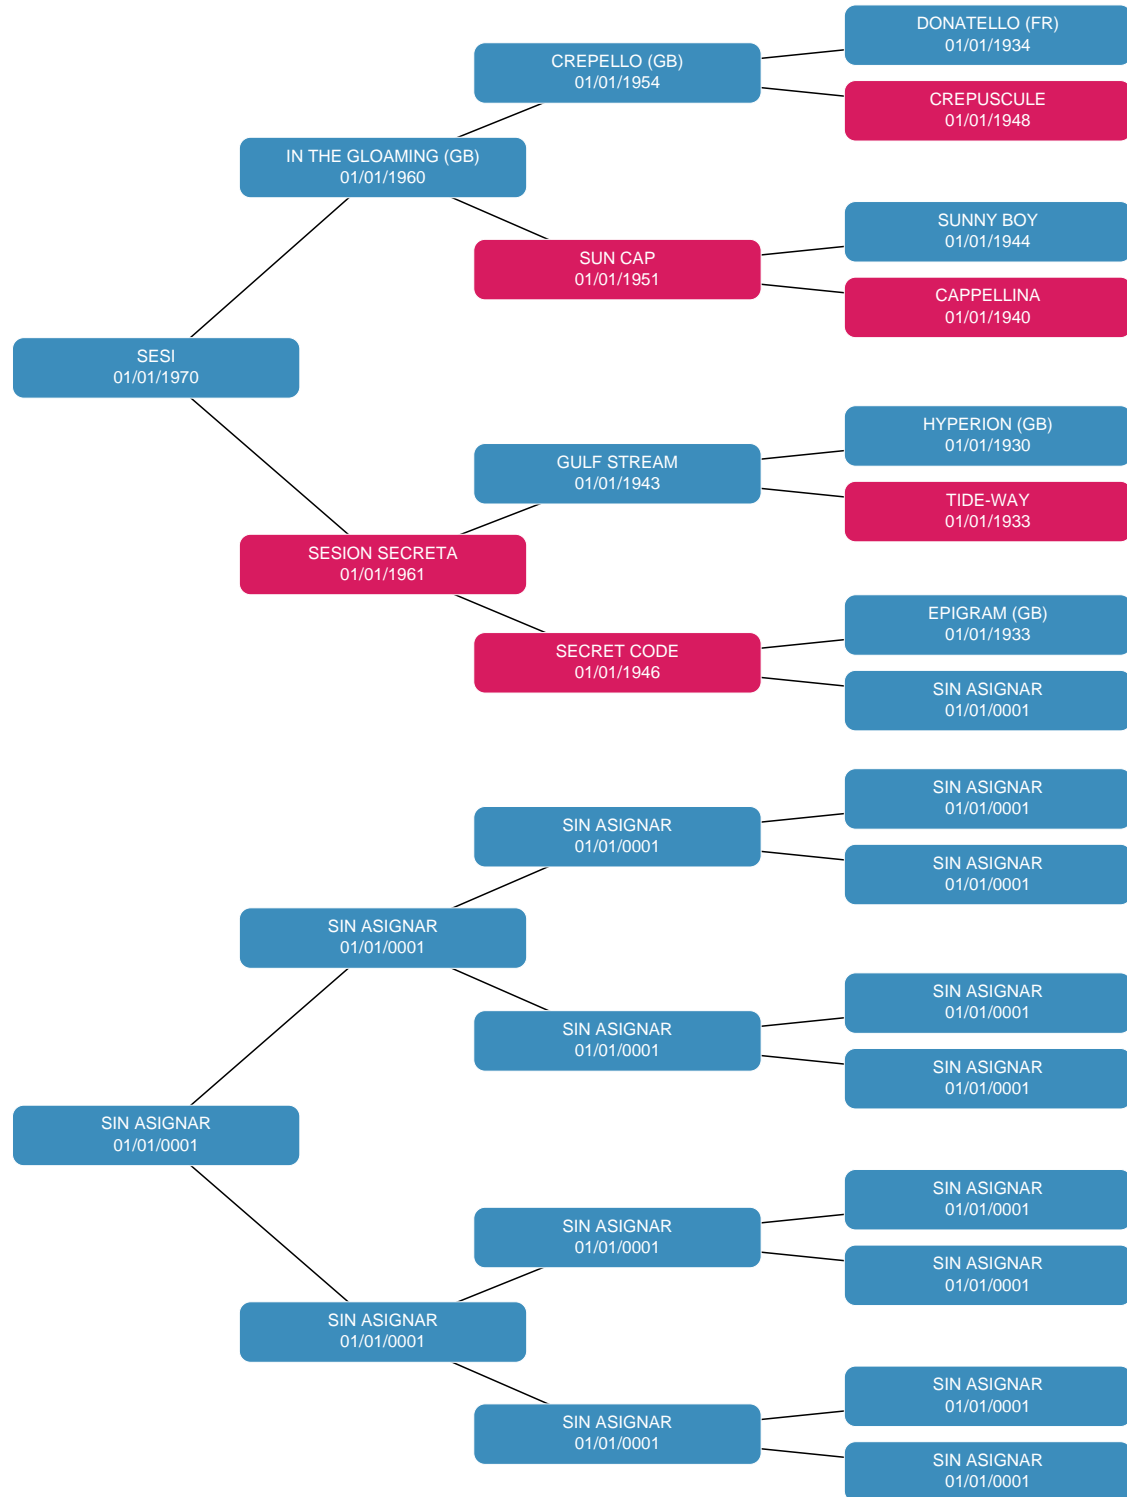 DONATELLO (FR)
01/01/1934
CREPELLO (GB)
01/01/1954
CREPUSCULE
01/01/1948
IN THE GLOAMING (GB)
01/01/1960
SUNNY BOY
01/01/1944
SUN CAP
01/01/1951
CAPPELLINA
01/01/1940
SESI
01/01/1970
HYPERION (GB)
01/01/1930
GULF STREAM
01/01/1943
TIDE-WAY
01/01/1933
SESION SECRETA
01/01/1961
EPIGRAM (GB)
01/01/1933
SECRET CODE
01/01/1946
SIN ASIGNAR
01/01/0001
SIN ASIGNAR
01/01/0001
SIN ASIGNAR
01/01/0001
SIN ASIGNAR
01/01/0001
SIN ASIGNAR
01/01/0001
SIN ASIGNAR
01/01/0001
SIN ASIGNAR
01/01/0001
SIN ASIGNAR
01/01/0001
SIN ASIGNAR
01/01/0001
SIN ASIGNAR
01/01/0001
SIN ASIGNAR
01/01/0001
SIN ASIGNAR
01/01/0001
SIN ASIGNAR
01/01/0001
SIN ASIGNAR
01/01/0001
SIN ASIGNAR
01/01/0001
SIN ASIGNAR
01/01/0001